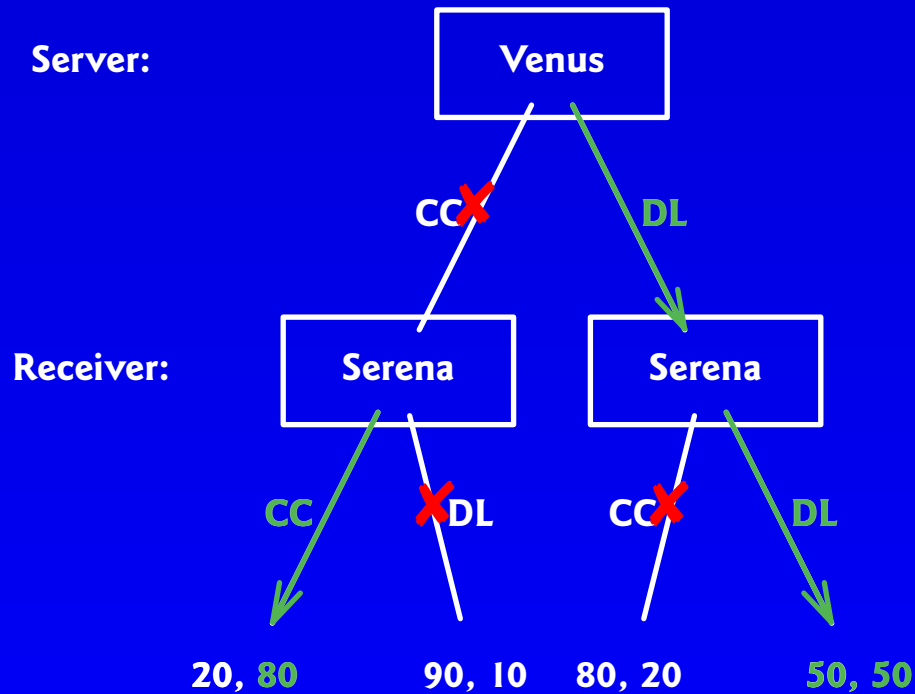 Server: Venus
CC DL
Receiver: Serena Serena
CC DL CC DL
20, 80 90, 10 80, 20 50, 50